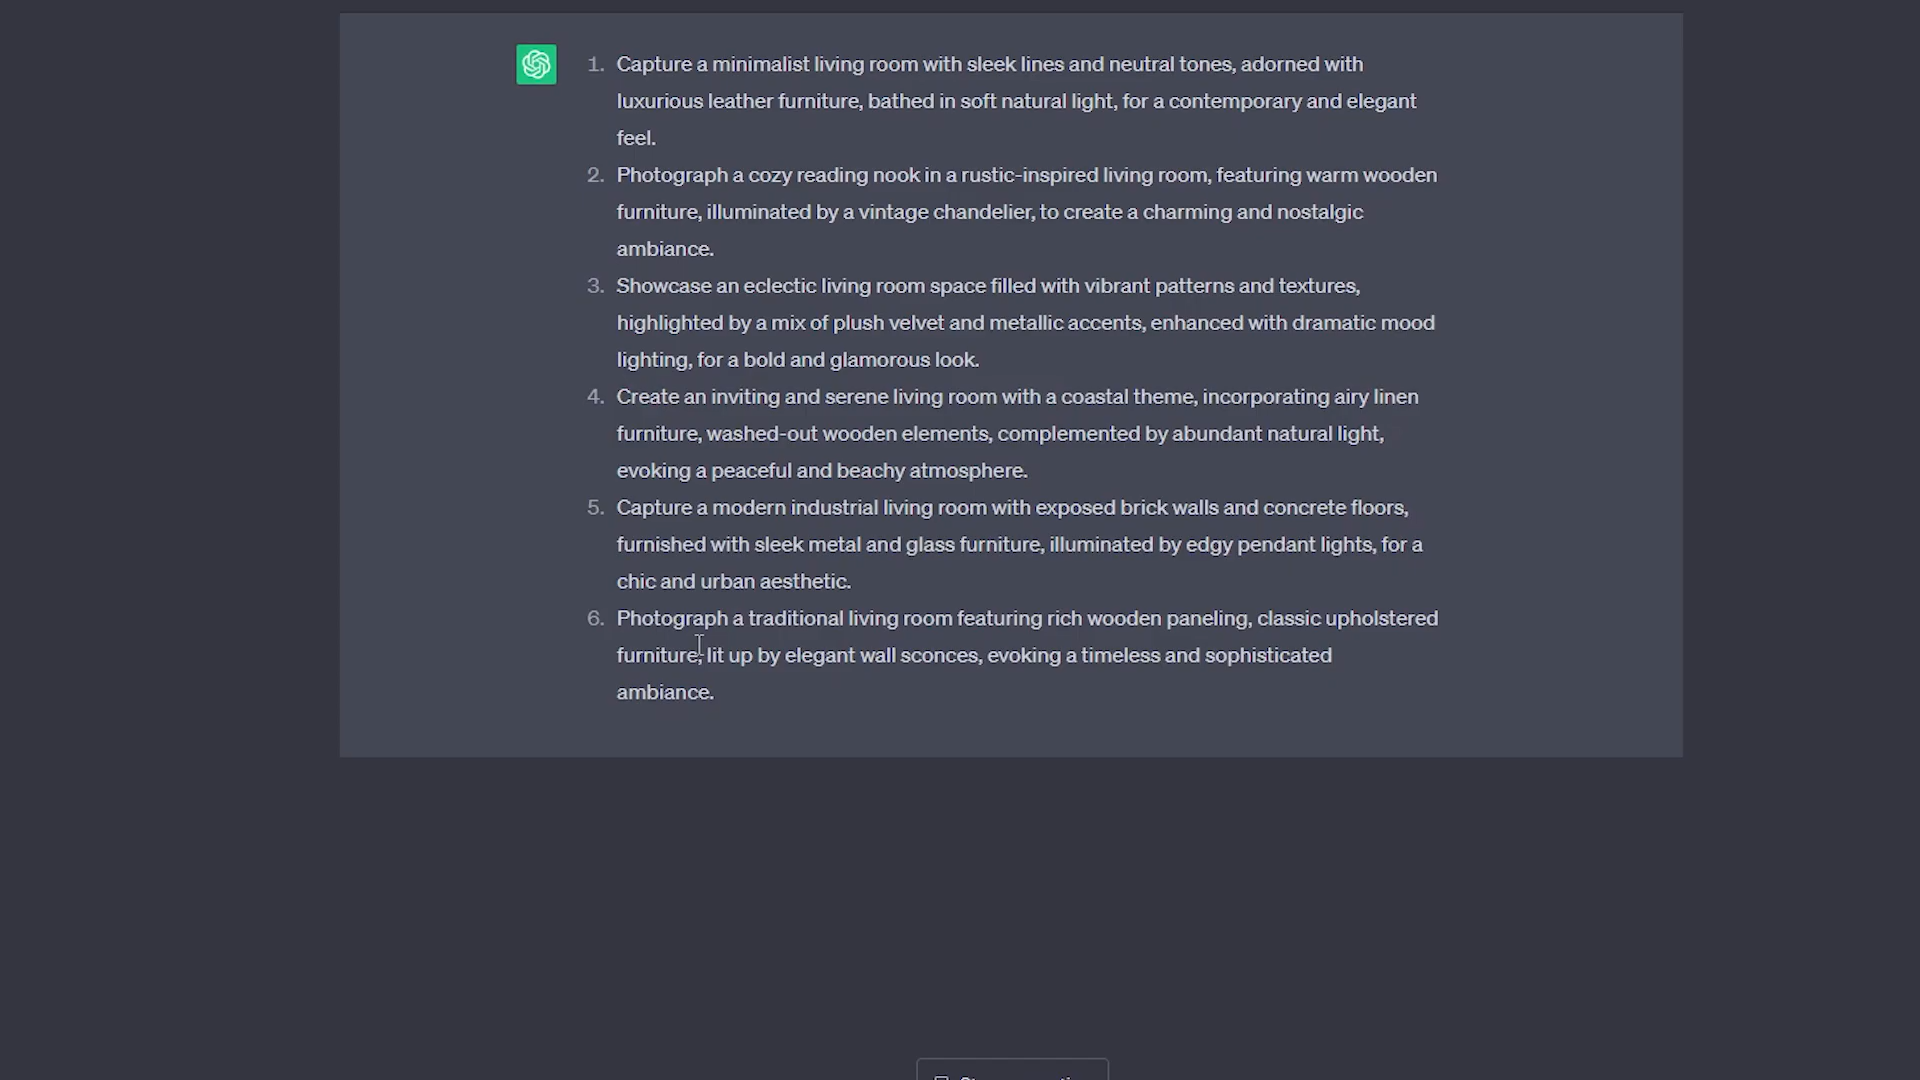 1. Capture a minimalist living room with sleek lines and neutral tones, adorned with
luxurious leather furniture, bathed in soft natural light, for a contemporary and elegant
feel.
2. Photograph a cozy reading nook in a rustic-inspired living room, featuring warm wooden
furniture, illuminated by a vintage chandelier, to create a charming and nostalgic
ambiance.
3. Showcase an eclectic living room space filled with vibrant patterns and textures,
highlighted by a mix of plush velvet and metallic accents, enhanced with dramatic mood
lighting, for a bold and glamorous look.
4. Create an inviting and serene living room with a coastal theme, incorporating airy linen
furniture, washed-out wooden elements, complemented by abundant natural light,
evoking a peaceful and beachy atmosphere.
5. Capture a modern industrial living room with exposed brick walls and concrete floors,
furnished with sleek metal and glass furniture, illuminated by edgy pendant lights, for a
chic and urban aesthetic.
6. Photograph a traditional living room featuring rich wooden paneling, classic upholstered
furniture, lit up by elegant wall sconces, evoking a timeless and sophisticated
ambiance.